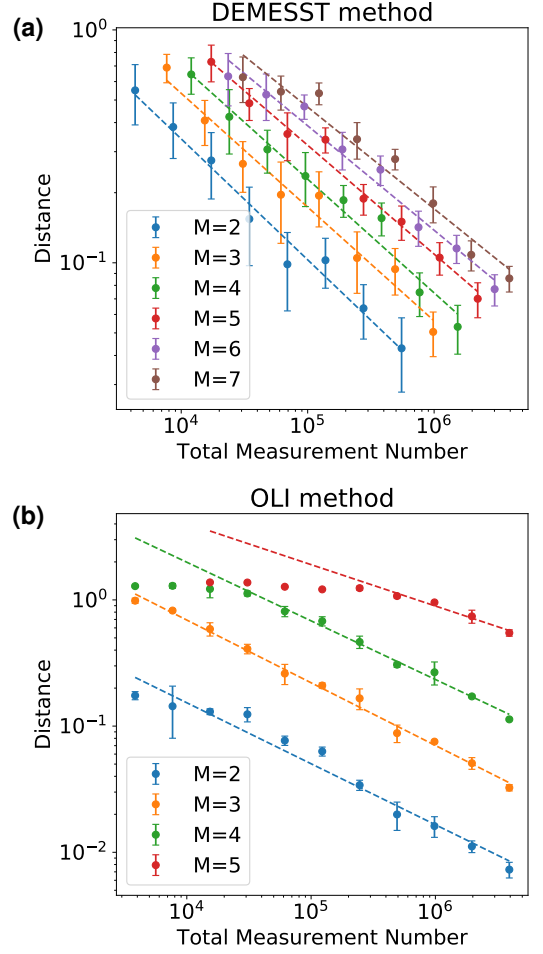 (a)
DEMESST method
10⁰
10⁻¹
Distance
M=2
M=3
M=4
M=5
M=6
M=7
10⁴ 10⁵ 10⁶
Total Measurement Number
(b)
OLI method
10⁰
10⁻¹
10⁻²
Distance
M=2
M=3
M=4
M=5
10⁴ 10⁵ 10⁶
Total Measurement Number